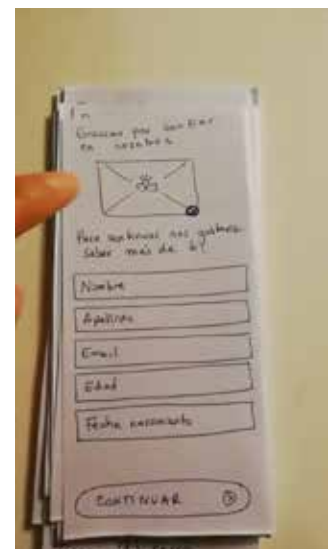 Gracias por confiar
en nosotros
Para continuar nos gustaría
saber más de ti
Nombre
Apellidos
Email
Edad
Fecha nacimiento
CONTINUAR